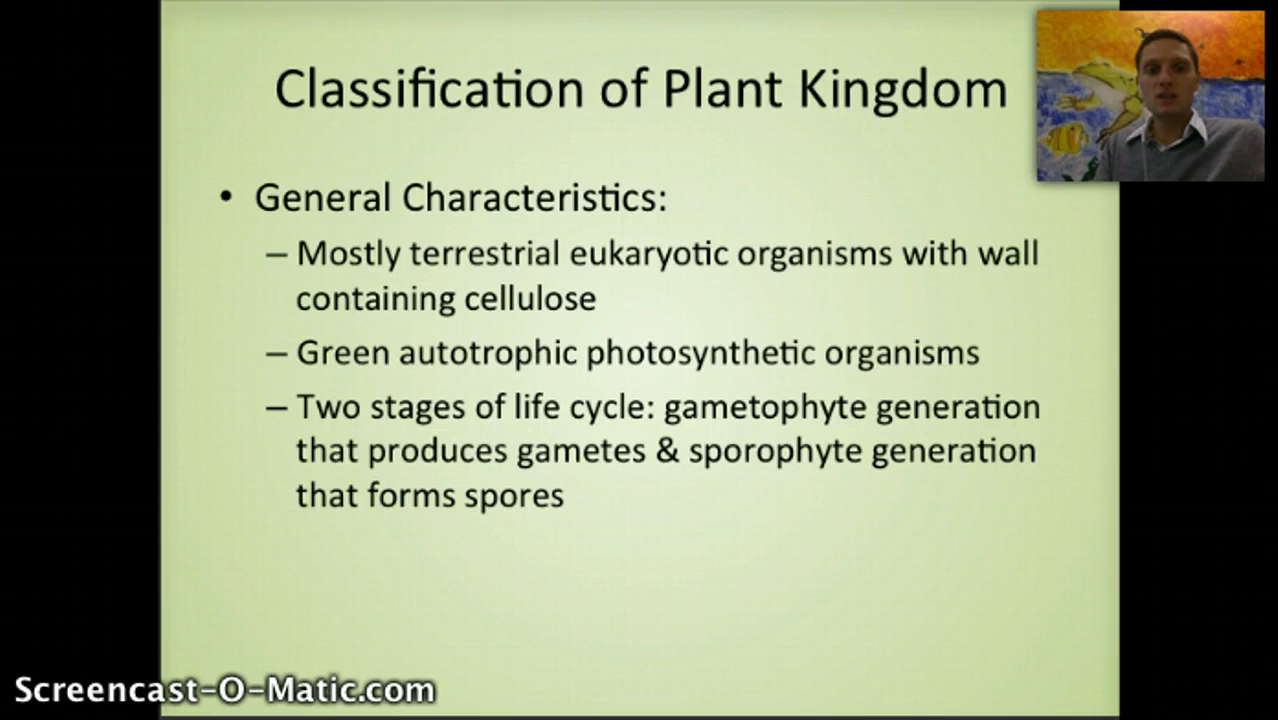 Classification of Plant Kingdom
• General Characteristics:
– Mostly terrestrial eukaryotic organisms with wall
containing cellulose
– Green autotrophic photosynthetic organisms
– Two stages of life cycle: gametophyte generation
that produces gametes & sporophyte generation
that forms spores
Screencast-O-Matic.com